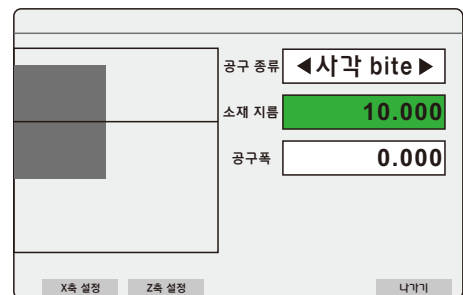 공구 종류 ◀사각 bite▶
소재 지름 10.000
공구폭 0.000
X축 설정 Z축 설정 나가기